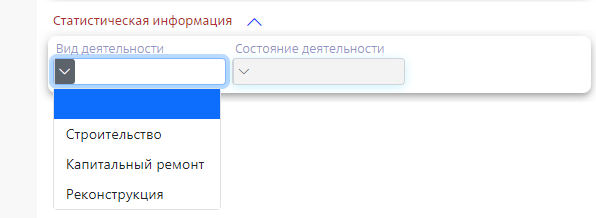 Статистическая информация
Вид деятельности Состояние деятельности
Строительство
Капитальный ремонт
Реконструкция